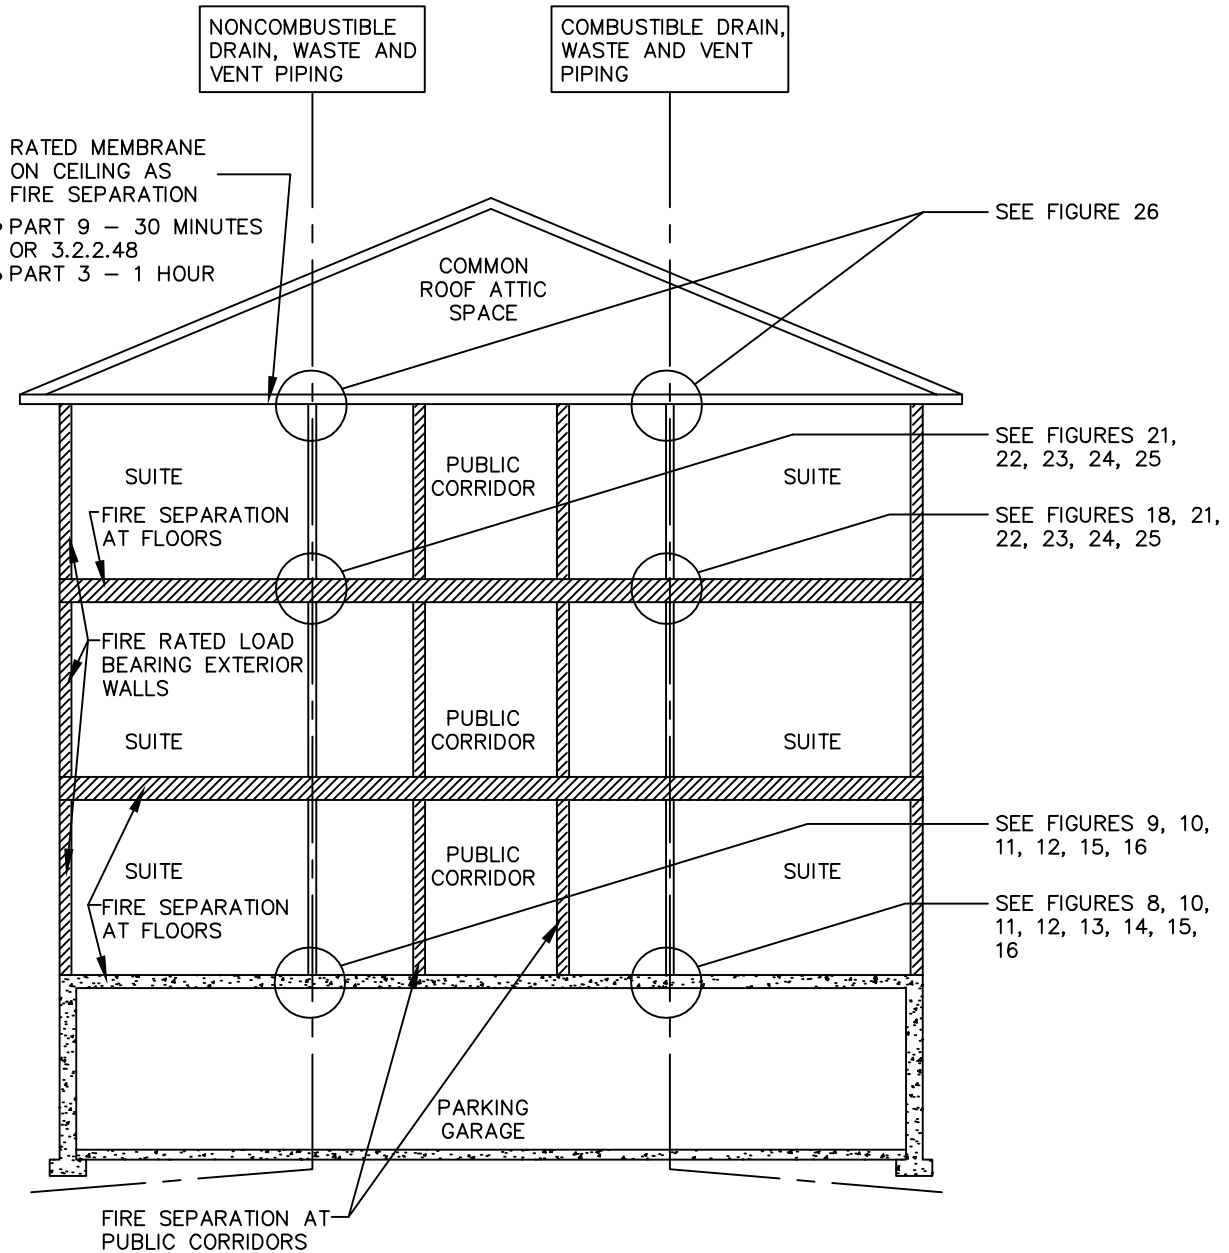 NONCOMBUSTIBLE
DRAIN, WASTE AND
VENT PIPING
COMBUSTIBLE DRAIN,
WASTE AND VENT
PIPING
RATED MEMBRANE
ON CEILING AS
FIRE SEPARATION
• PART 9 – 30 MINUTES
OR 3.2.2.48
• PART 3 – 1 HOUR
SEE FIGURE 26
COMMON
ROOF ATTIC
SPACE
SUITE
PUBLIC
CORRIDOR
SUITE
SEE FIGURES 21,
22, 23, 24, 25
FIRE SEPARATION
AT FLOORS
SEE FIGURES 18, 21,
22, 23, 24, 25
FIRE RATED LOAD
BEARING EXTERIOR
WALLS
SUITE
PUBLIC
CORRIDOR
SUITE
SEE FIGURES 9, 10,
11, 12, 15, 16
SUITE
PUBLIC
CORRIDOR
SUITE
FIRE SEPARATION
AT FLOORS
SEE FIGURES 8, 10,
11, 12, 13, 14, 15,
16
PARKING
GARAGE
FIRE SEPARATION AT
PUBLIC CORRIDORS